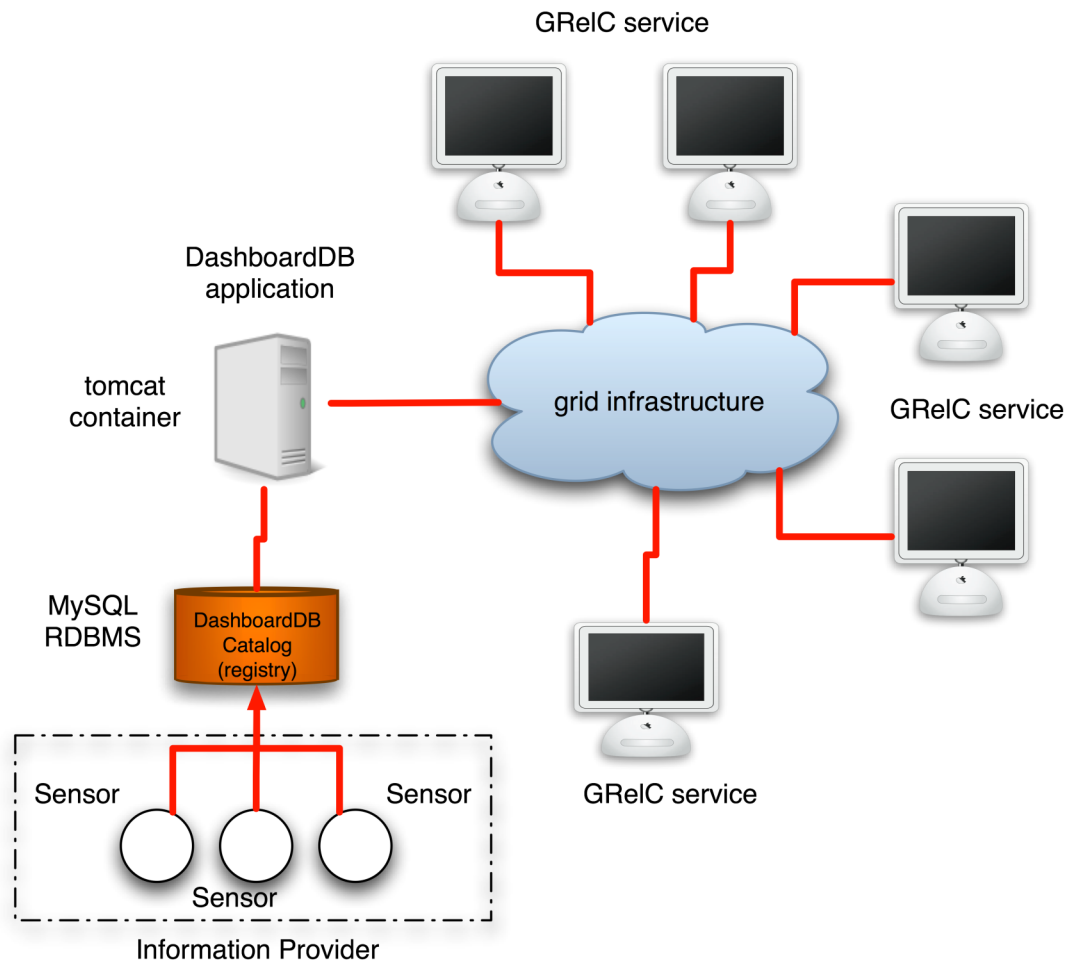 GRelC service
DashboardDB
application
tomcat
container
grid infrastructure
GRelC service
MySQL
RDBMS
DashboardDB
Catalog
(registry)
Sensor
Sensor
GRelC service
Sensor
Information Provider